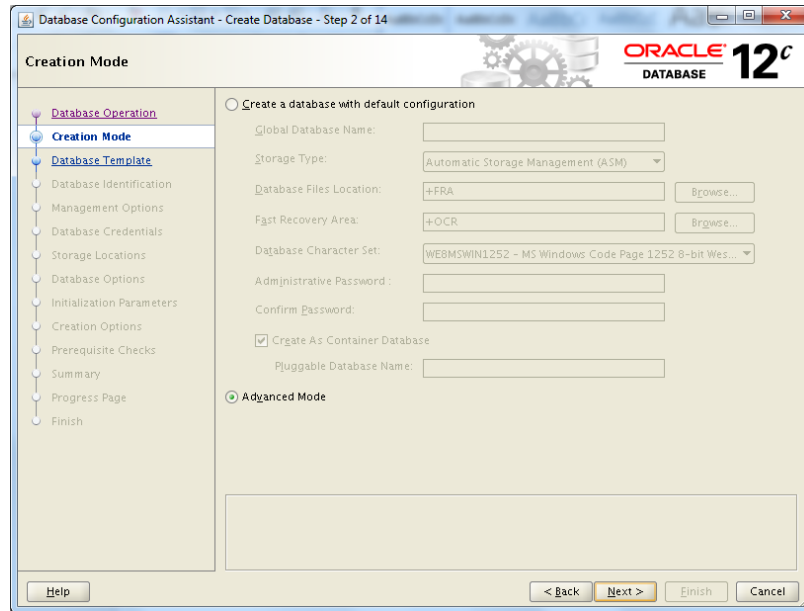 Database Configuration Assistant - Create Database - Step 2 of 14
Creation Mode
ORACLE
DATABASE
12c
Database Operation
Creation Mode
Database Template
Database Identification
Management Options
Database Credentials
Storage Locations
Database Options
Initialization Parameters
Creation Options
Prerequisite Checks
Summary
Progress Page
Finish
Create a database with default configuration
Global Database Name:
Storage Type: Automatic Storage Management (ASM)
Database Files Location: +FRA Browse...
Fast Recovery Area: +OCR Browse...
Database Character Set: WE8MSWIN1252 - MS Windows Code Page 1252 8-bit Wes...
Administrative Password :
Confirm Password:
Create As Container Database
Pluggable Database Name:
Advanced Mode
Help < Back Next > Finish Cancel